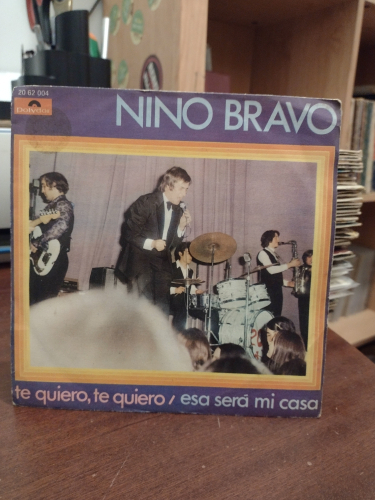 20 62 004
Polydor
NINO BRAVO
te quiero, te quiero / esa será mi casa